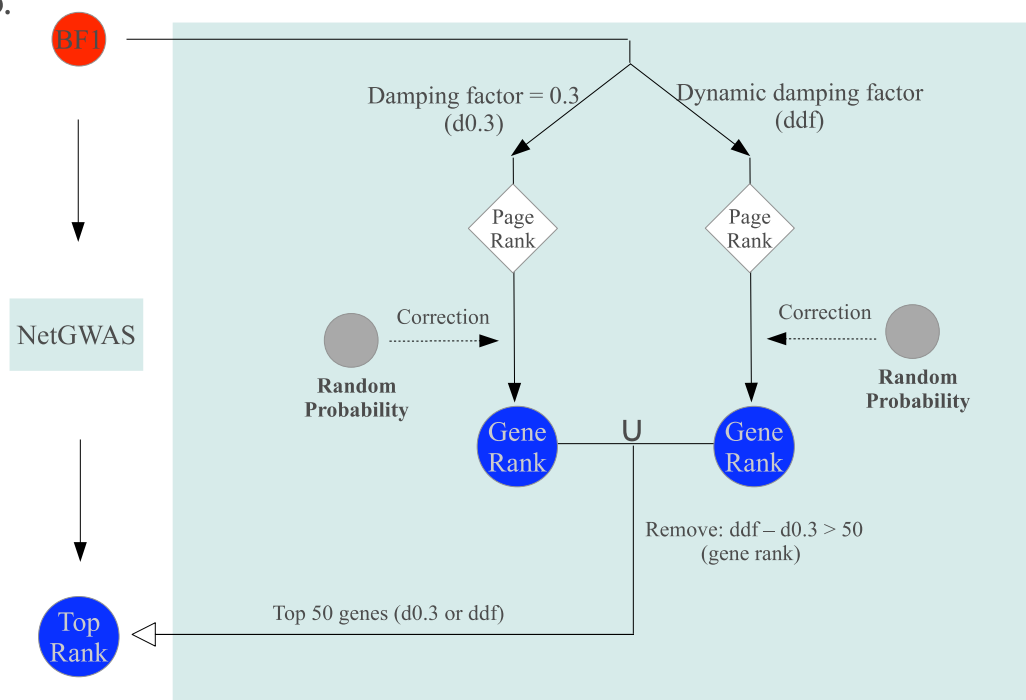 BF1
Damping factor = 0.3
(d0.3)
Dynamic damping factor
(ddf)
Page
Rank
Page
Rank
NetGWAS
Correction
Random
Probability
Correction
Random
Probability
Gene
Rank
U
Gene
Rank
Remove: ddf – d0.3 > 50
(gene rank)
Top 50 genes (d0.3 or ddf)
Top
Rank